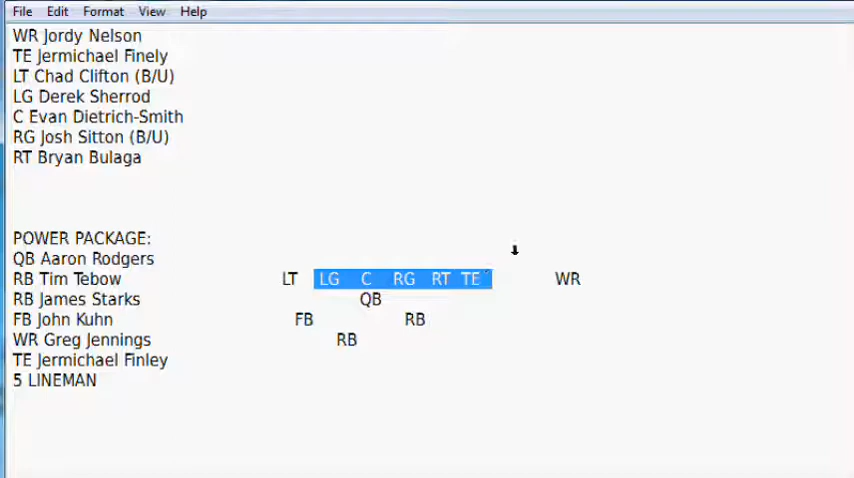 File Edit Format View Help
WR Jordy Nelson
TE Jermichael Finely
LT Chad Clifton (B/U)
LG Derek Sherrod
C Evan Dietrich-Smith
RG Josh Sitton (B/U)
RT Bryan Bulaga
POWER PACKAGE:
QB Aaron Rodgers
RB Tim Tebow LT LG C RG RT TE WR
RB James Starks QB
FB John Kuhn FB RB
WR Greg Jennings RB
TE Jermichael Finley
5 LINEMAN